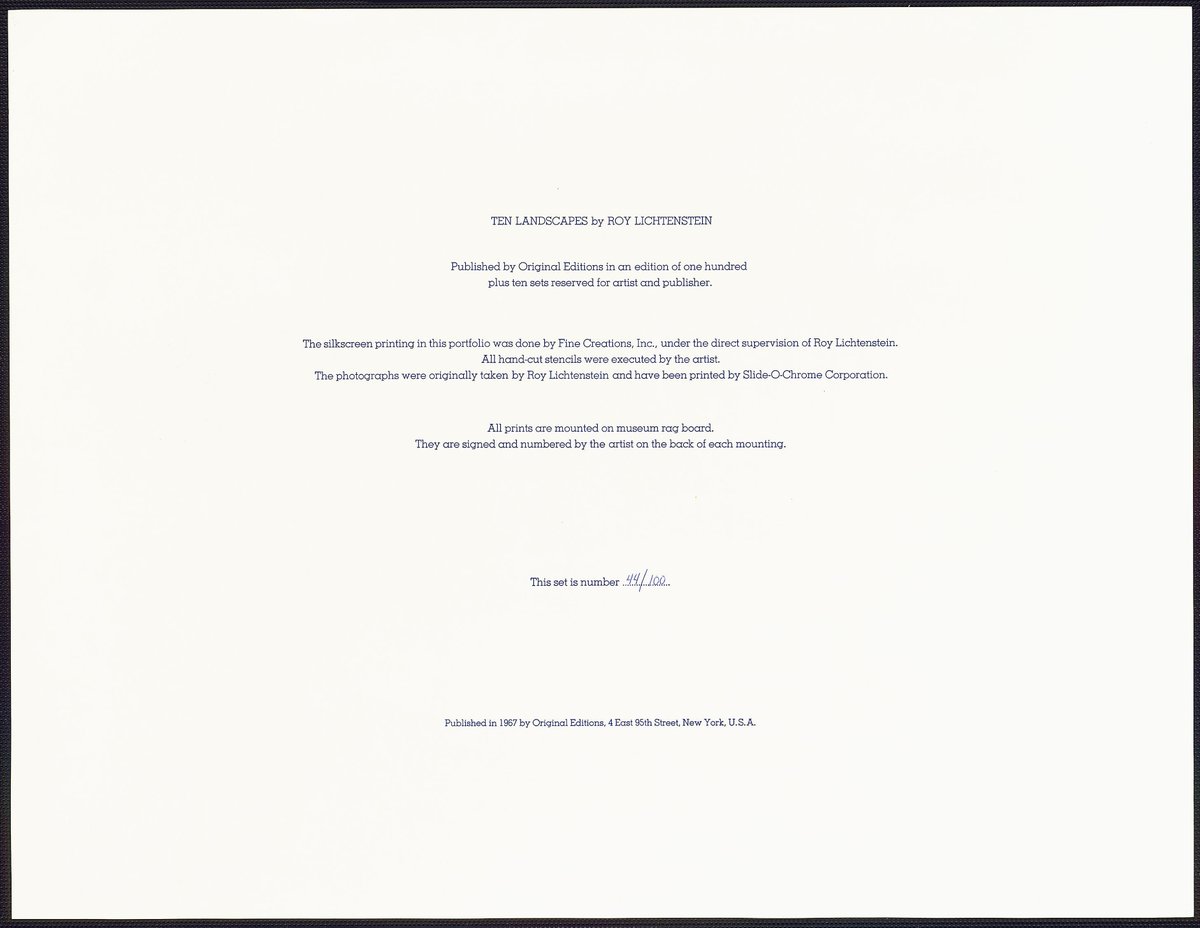 TEN LANDSCAPES by ROY LICHTENSTEIN
Published by Original Editions in an edition of one hundred
plus ten sets reserved for artist and publisher.
The silkscreen printing in this portfolio was done by Fine Creations, Inc., under the direct supervision of Roy Lichtenstein.
All hand-cut stencils were executed by the artist.
The photographs were originally taken by Roy Lichtenstein and have been printed by Slide-O-Chrome Corporation.
All prints are mounted on museum rag board.
They are signed and numbered by the artist on the back of each mounting.
This set is number 44/100
Published in 1967 by Original Editions, 4 East 95th Street, New York, U.S.A.